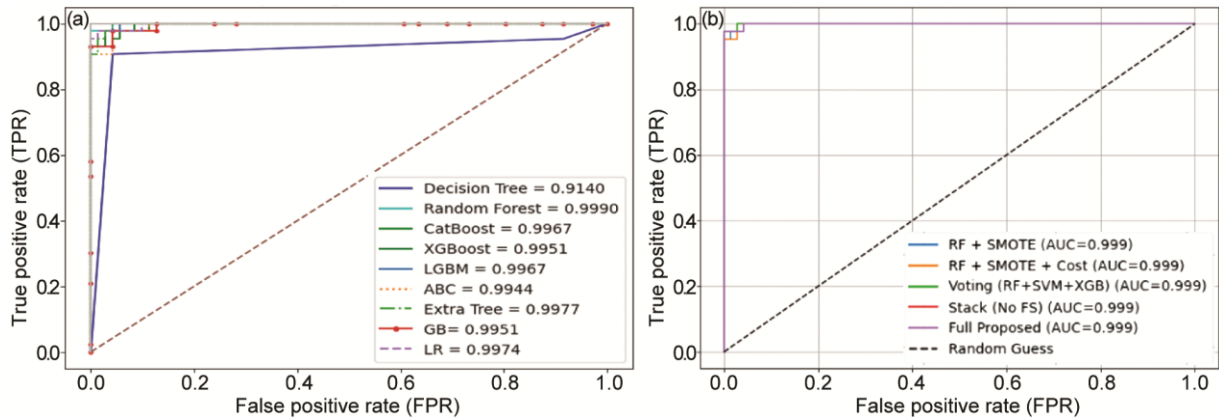 (a)
True positive rate (TPR)
1.0
0.8
0.6
0.4
0.2
0.0
Decision Tree = 0.9140
Random Forest = 0.9990
CatBoost = 0.9967
XGBoost = 0.9951
LGBM = 0.9967
ABC = 0.9944
Extra Tree = 0.9977
GB= 0.9951
LR = 0.9974
0.0 0.2 0.4 0.6 0.8 1.0
False positive rate (FPR)
(b)
True positive rate (TPR)
1.0
0.8
0.6
0.4
0.2
0.0
RF + SMOTE (AUC=0.999)
RF + SMOTE + Cost (AUC=0.999)
Voting (RF+SVM+XGB) (AUC=0.999)
Stack (No FS) (AUC=0.999)
Full Proposed (AUC=0.999)
Random Guess
0.0 0.2 0.4 0.6 0.8 1.0
False positive rate (FPR)